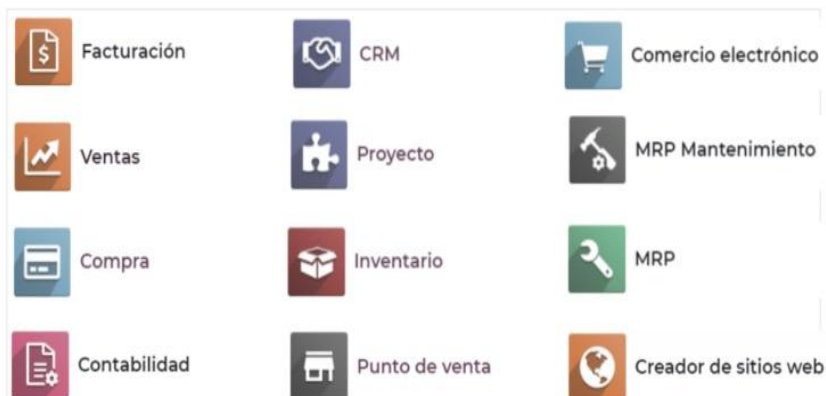 Facturación
CRM
Comercio electrónico
Ventas
Proyecto
MRP Mantenimiento
Compra
Inventario
MRP
Contabilidad
Punto de venta
Creador de sitios web